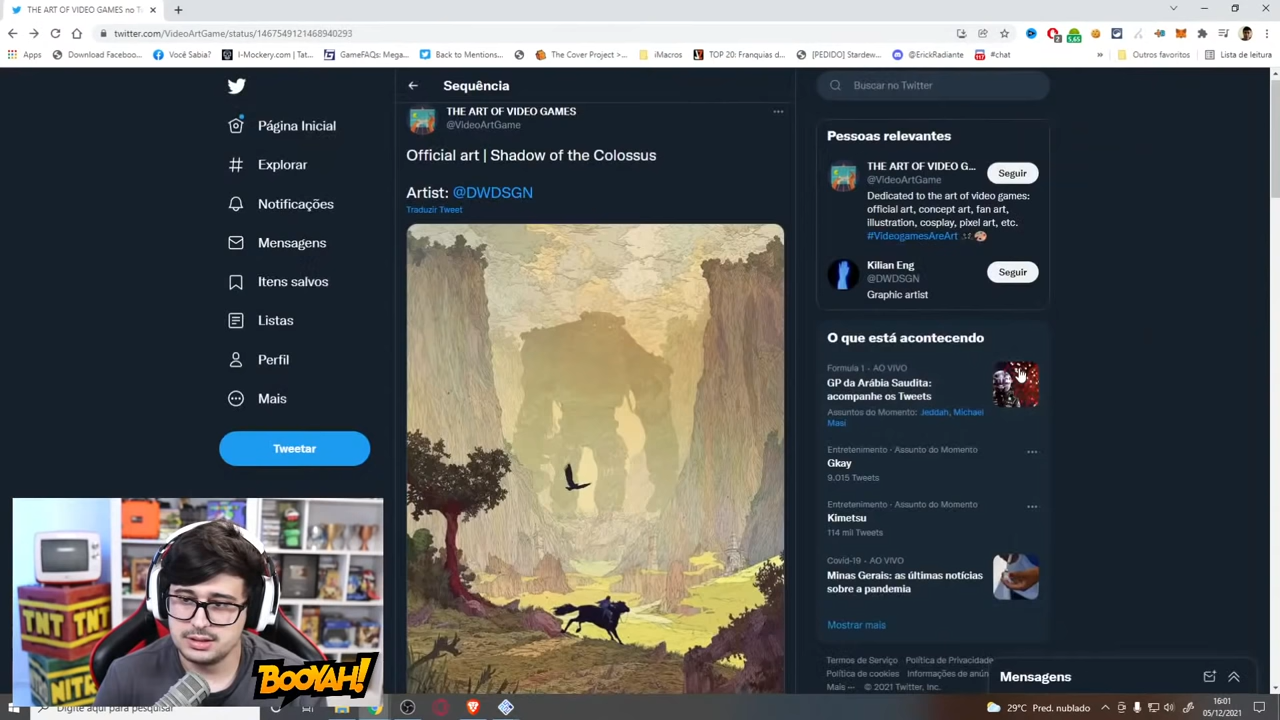 THE ART OF VIDEO GAMES no T
twitter.com/VideoArtGame/status/1467549121468940293
Apps
Download Faceboo...
Você Sabia?
I-Mockery.com | Tat...
GameFAQs: Mega...
Back to Mentions...
The Cover Project >...
iMacros
TOP 20: Franquias d...
[PEDIDO] Stardew...
@ErickRadiante
#chat
Outros favoritos
Lista de leitura
Página Inicial
Explorar
Notificações
Mensagens
Itens salvos
Listas
Perfil
Mais
Tweetar
Sequência
THE ART OF VIDEO GAMES
@VideoArtGame
Official art | Shadow of the Colossus
Artist: @DWDSGN
Traduzir Tweet
Buscar no Twitter
Pessoas relevantes
THE ART OF VIDEO G...
@VideoArtGame
Seguir
Dedicated to the art of video games:
official art, concept art, fan art,
illustration, cosplay, pixel art, etc.
#VideogamesAreArt
Kilian Eng
@DWDSGN
Seguir
Graphic artist
O que está acontecendo
Formula 1 · AO VIVO
GP da Arábia Saudita:
acompanhe os Tweets
Assuntos do Momento: Jeddah, Michael
Masi
Entretenimento · Assunto do Momento
Gkay
9.015 Tweets
Entretenimento · Assunto do Momento
Kimetsu
114 mil Tweets
Covid-19 · AO VIVO
Minas Gerais: as últimas notícias
sobre a pandemia
Mostrar mais
Termos de Serviço Política de Privacidade
Política de cookies Informações de anún
Mais ··· © 2021 Twitter, Inc.
Mensagens
TNT
TNT
NITR
BOOYAH!
Digite aqui para pesquisar
29°C Pred. nublado
16:01
05/12/2021